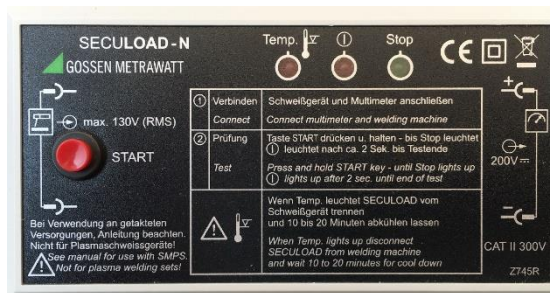 SECULOAD-N
GOSSEN METRAWATT
Temp.
Stop
CE
max. 130V (RMS)
START
① Verbinden Schweißgerät und Multimeter anschließen
Connect Connect multimeter and welding machine
② Prüfung Taste START drücken u. halten - bis Stop leuchtet
① leuchtet nach ca. 2 Sek. bis Testende
Test Press and hold START key - until Stop lights up
① lights up after 2 sec. until end of test
Wenn Temp. leuchtet SECULOAD vom
Schweißgerät trennen
und 10 bis 20 Minuten abkühlen lassen
When Temp. lights up disconnect
SECULOAD from welding machine
and wait 10 to 20 minutes for cool down
Bei Verwendung an getakteten
Versorgungen, Anleitung beachten.
Nicht für Plasmaschweißgeräte!
See manual for use with SMPS.
Not for plasma welding sets!
+
200V
−
CAT II 300V
Z745R